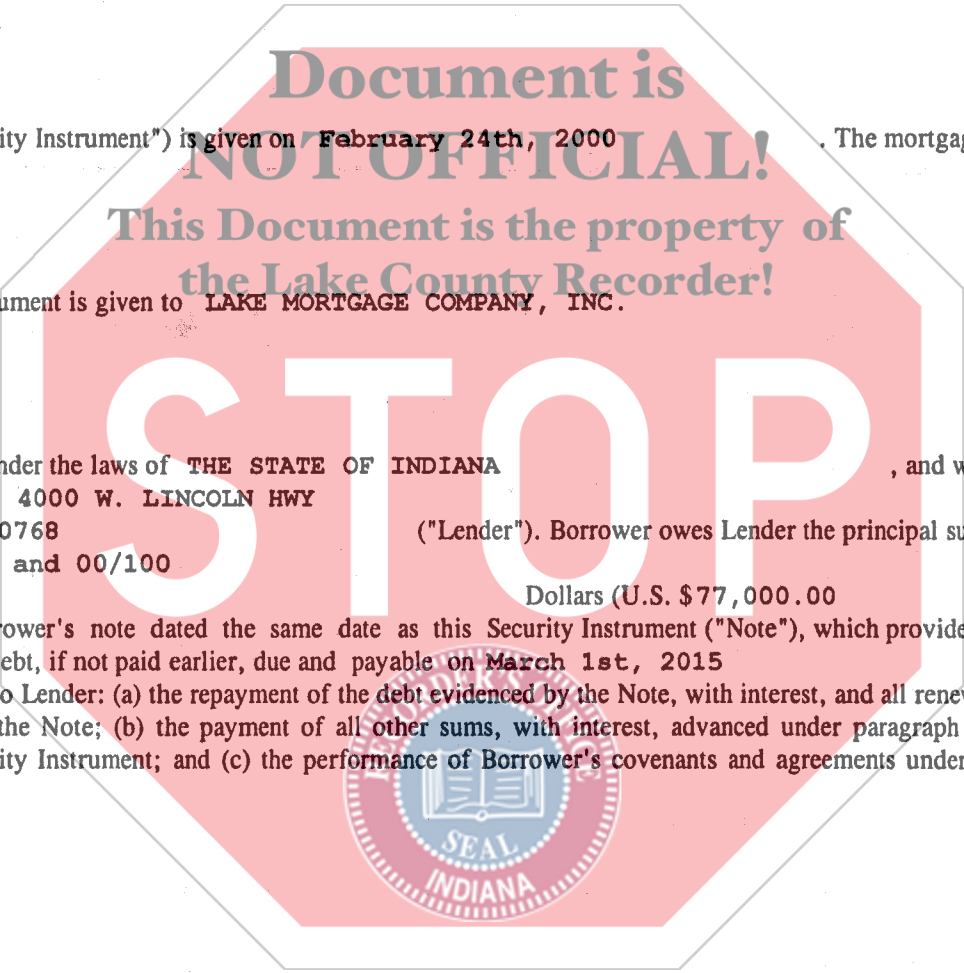 Document is
ity Instrument") is given on February 24th, 2000 . The mortgag
NOT OFFICIAL!
This Document is the property of
the Lake County Recorder!
ument is given to LAKE MORTGAGE COMPANY, INC.
STOP
nder the laws of THE STATE OF INDIANA , and w
4000 W. LINCOLN HWY
0768 ("Lender"). Borrower owes Lender the principal su
and 00/100
Dollars (U.S. $77,000.00
rower's note dated the same date as this Security Instrument ("Note"), which provide
ebt, if not paid earlier, due and payable on March 1st, 2015
o Lender: (a) the repayment of the debt evidenced by the Note, with interest, and all renew
the Note; (b) the payment of all other sums, with interest, advanced under paragraph
ity Instrument; and (c) the performance of Borrower's covenants and agreements under
SEAL
INDIANA